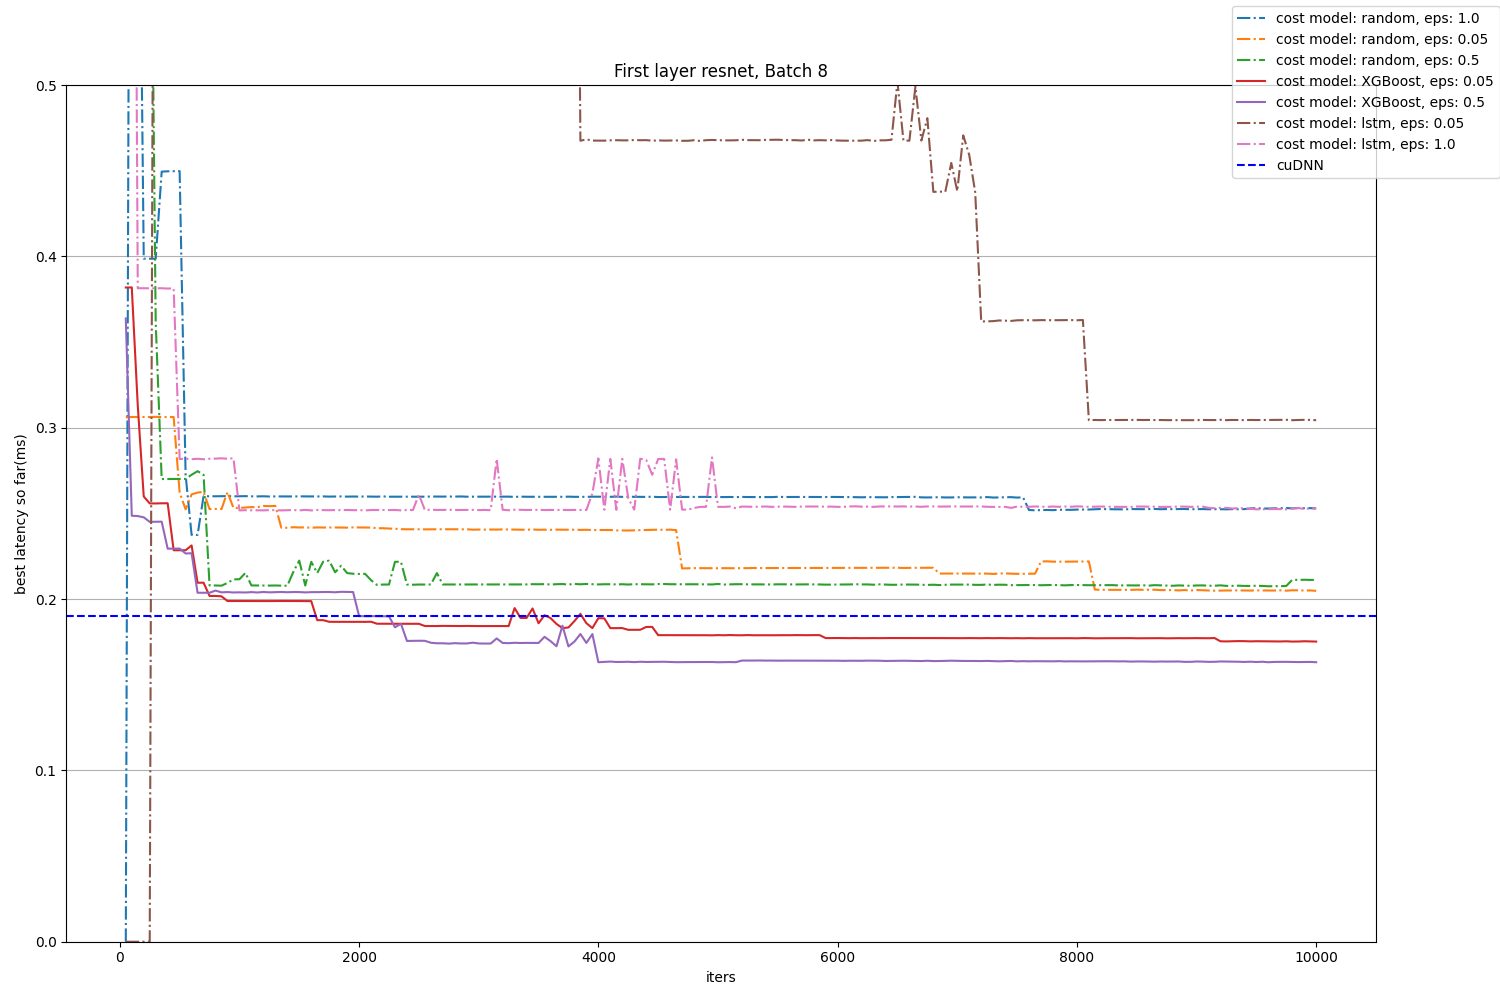 cost model: random, eps: 1.0
cost model: random, eps: 0.05
cost model: random, eps: 0.5
cost model: XGBoost, eps: 0.05
cost model: XGBoost, eps: 0.5
cost model: lstm, eps: 0.05
cost model: lstm, eps: 1.0
cuDNN
First layer resnet, Batch 8
best latency so far(ms)
0.5
0.4
0.3
0.2
0.1
0.0
0 2000 4000 6000 8000 10000
iters